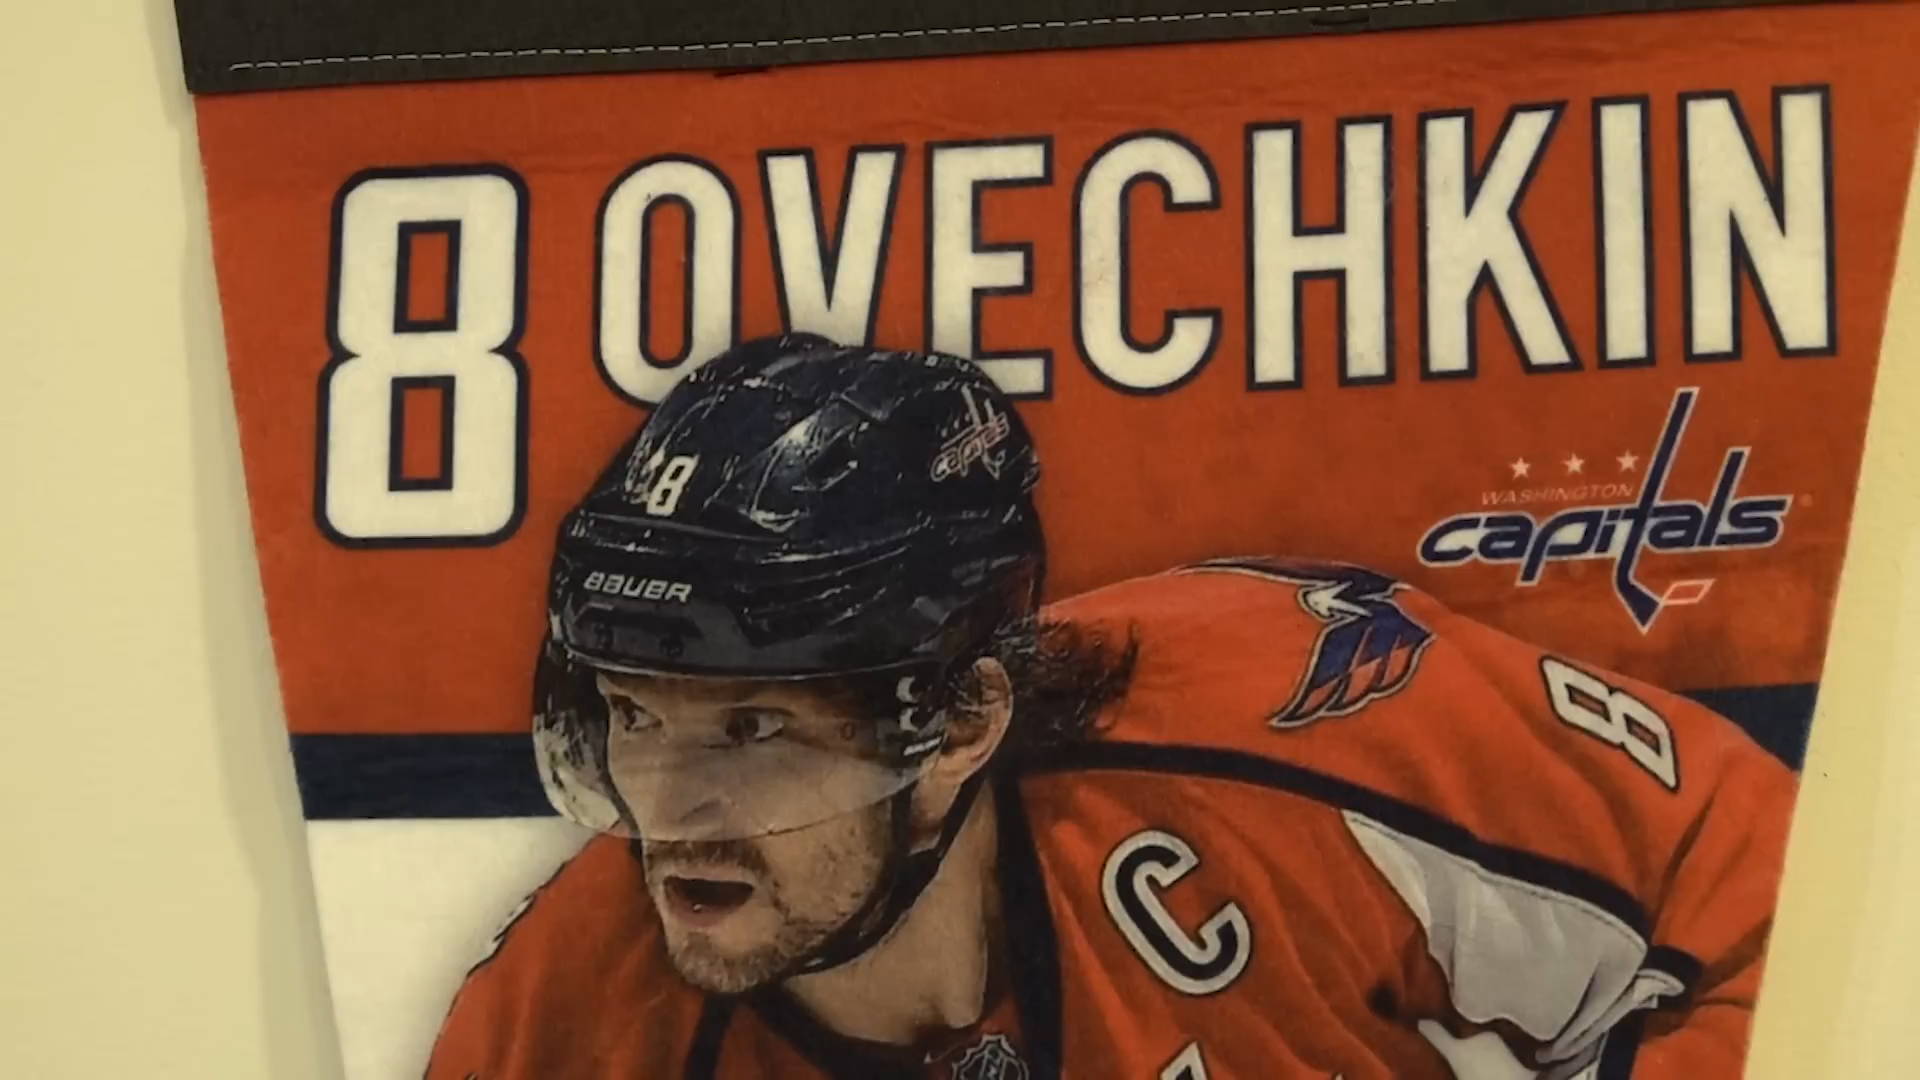 8 OVECHKIN
WASHINGTON
capitals
capitals
8
BAUER
8
C